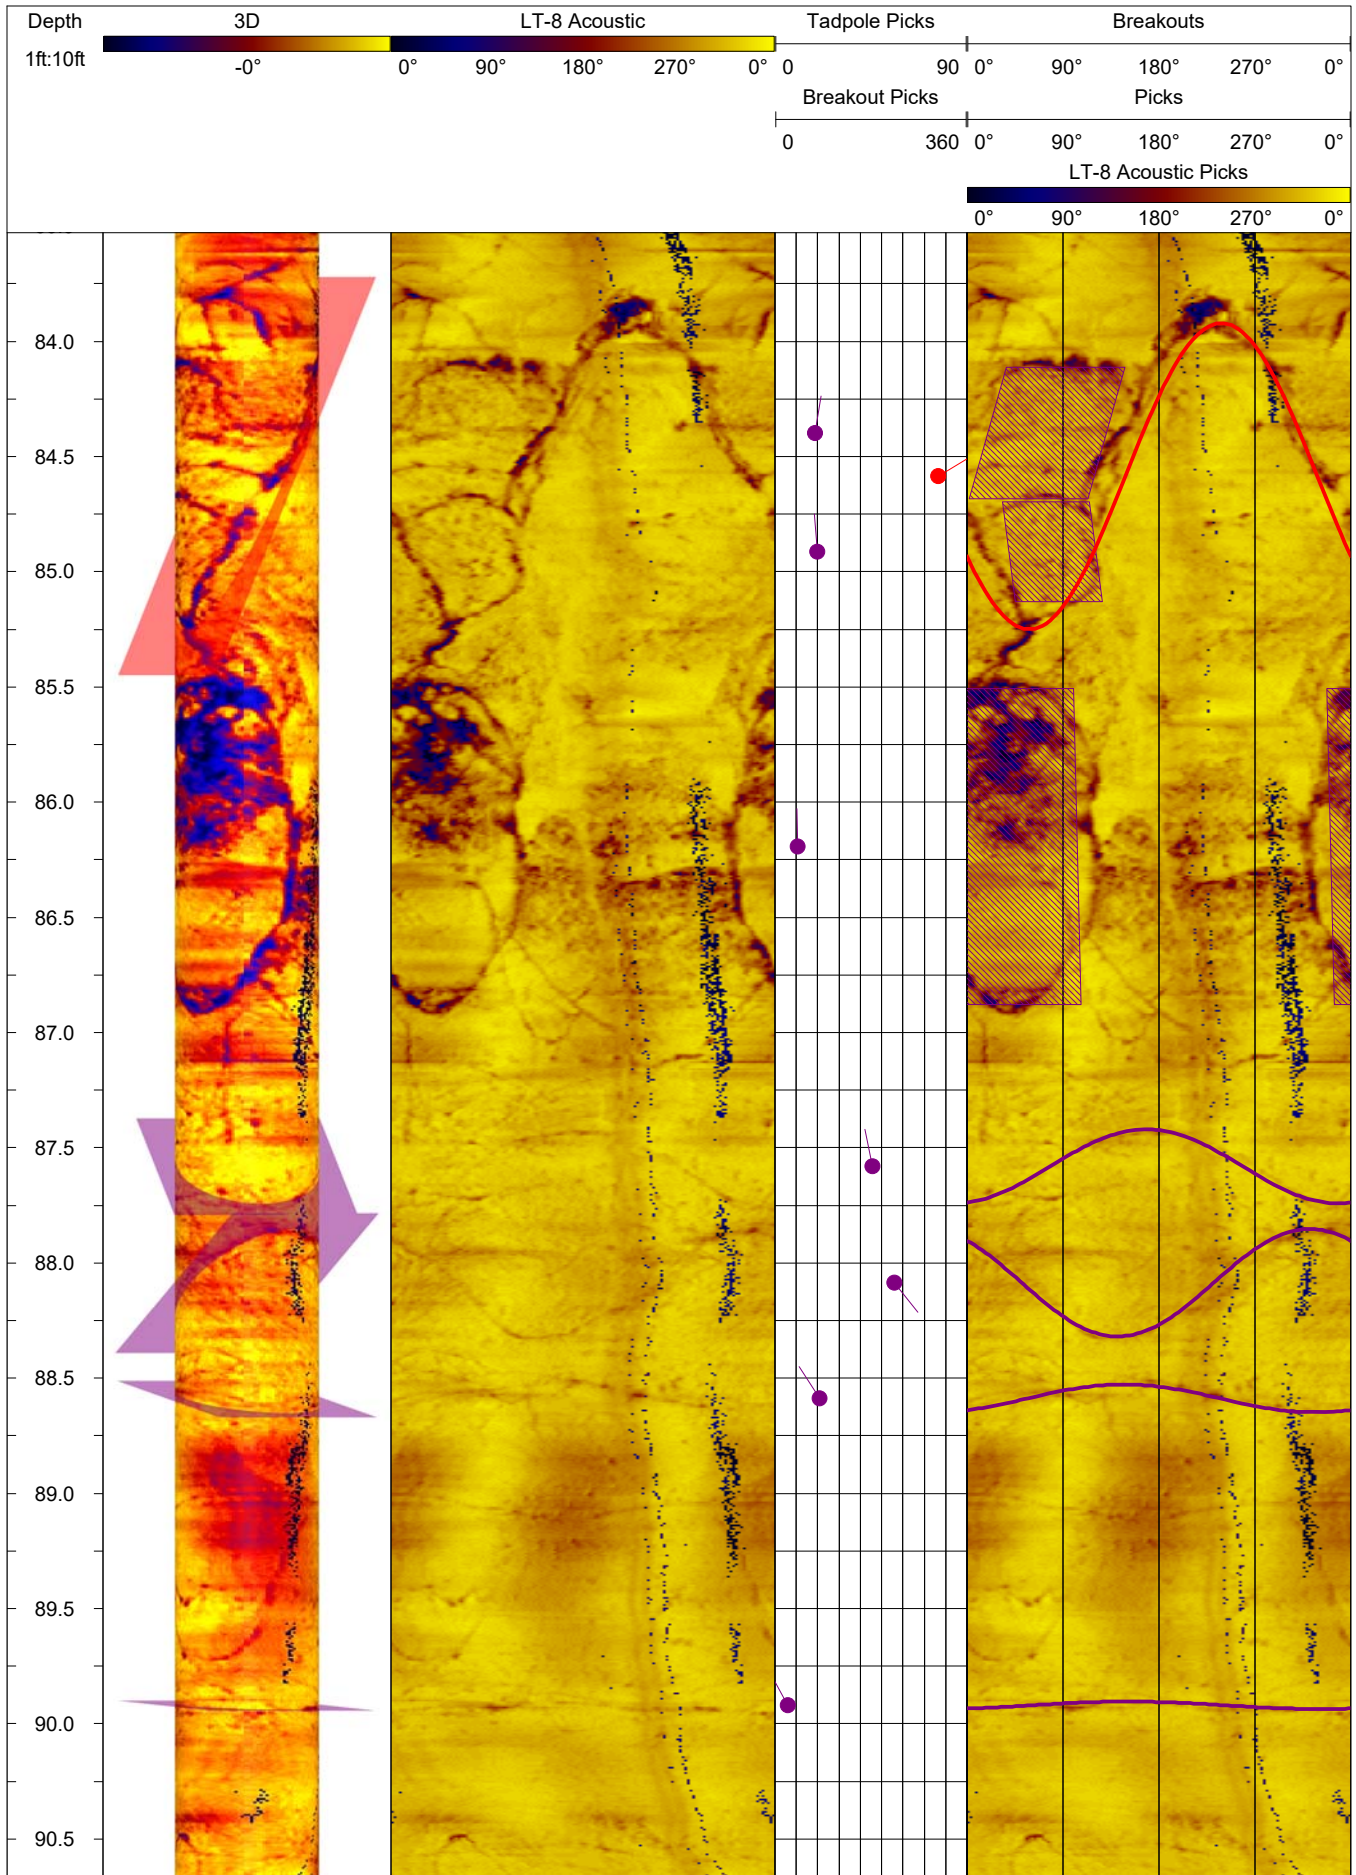 Depth 3D LT-8 Acoustic Tadpole Picks Breakouts
1ft:10ft -0° 0° 90° 180° 270° 0° 0 90 0° 90° 180° 270° 0°
Breakout Picks Picks
0 360 0° 90° 180° 270° 0°
LT-8 Acoustic Picks
0° 90° 180° 270° 0°
84.0
84.5
85.0
85.5
86.0
86.5
87.0
87.5
88.0
88.5
89.0
89.5
90.0
90.5